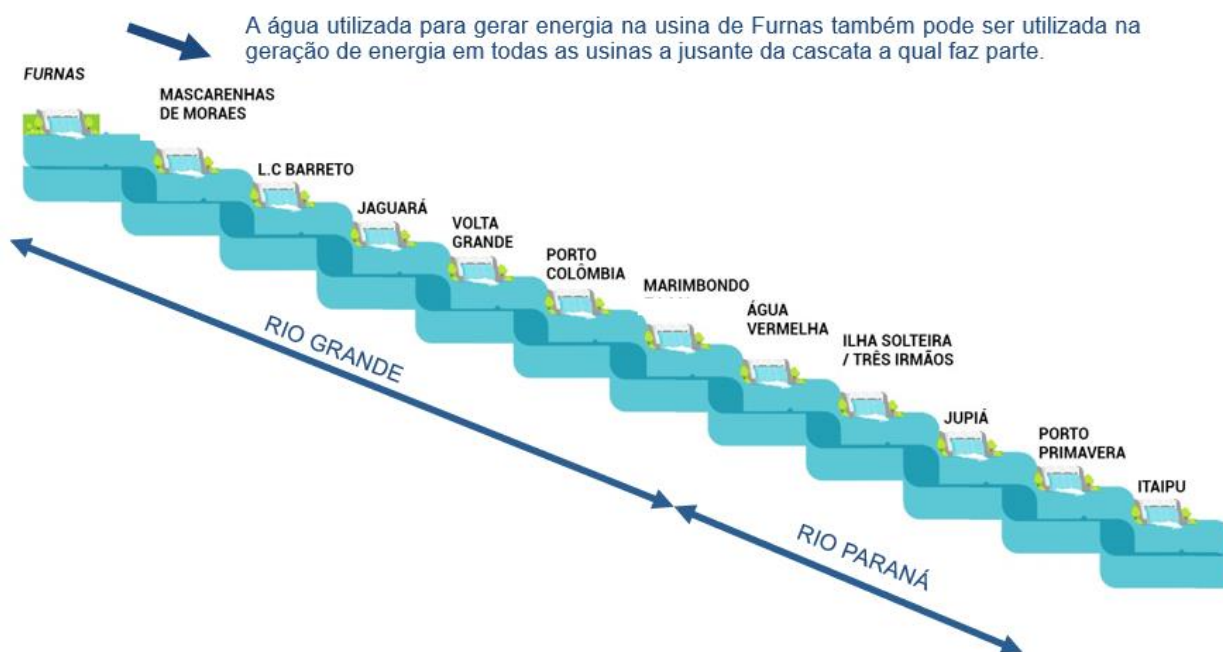 A água utilizada para gerar energia na usina de Furnas também pode ser utilizada na
geração de energia em todas as usinas a jusante da cascata a qual faz parte.
FURNAS
MASCARENHAS
DE MORAES
L.C BARRETO
JAGUARÁ
VOLTA
GRANDE
PORTO
COLÔMBIA
MARIMBONDO
ÁGUA
VERMELHA
ILHA SOLTEIRA
/ TRÊS IRMÃOS
JUPIÁ
PORTO
PRIMAVERA
ITAIPU
RIO GRANDE
RIO PARANÁ